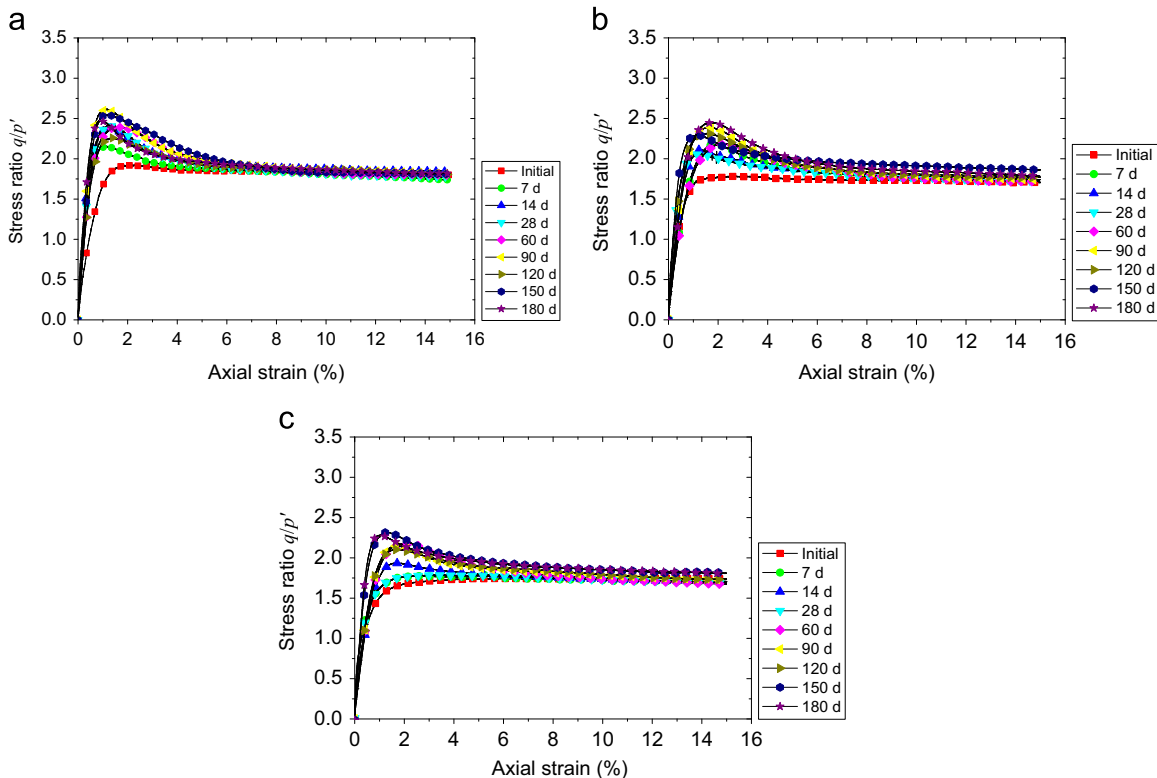 a
Stress ratio q/p′
3.5
3.0
2.5
2.0
1.5
1.0
0.5
0.0
0 2 4 6 8 10 12 14 16
Axial strain (%)
Initial
7 d
14 d
28 d
60 d
90 d
120 d
150 d
180 d
b
Stress ratio q/p′
3.5
3.0
2.5
2.0
1.5
1.0
0.5
0.0
0 2 4 6 8 10 12 14 16
Axial strain (%)
Initial
7 d
14 d
28 d
60 d
90 d
120 d
150 d
180 d
c
Stress ratio q/p′
3.5
3.0
2.5
2.0
1.5
1.0
0.5
0.0
0 2 4 6 8 10 12 14 16
Axial strain (%)
Initial
7 d
14 d
28 d
60 d
90 d
120 d
150 d
180 d